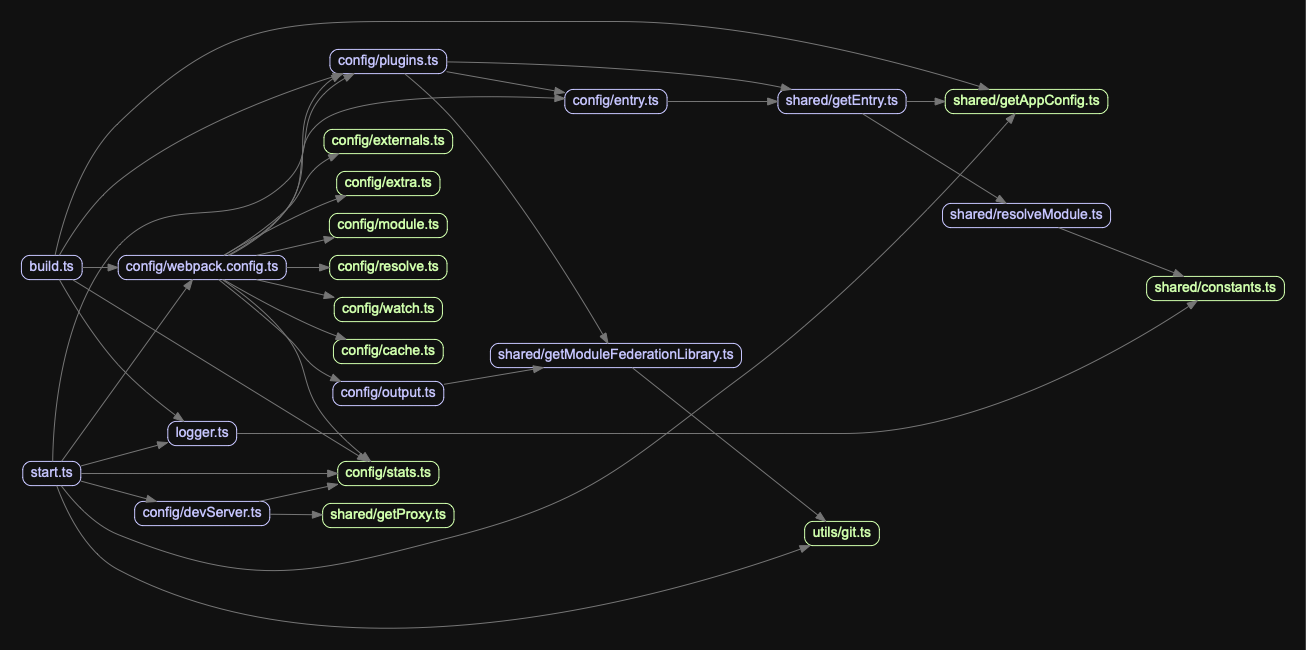 config/plugins.ts
config/entry.ts
shared/getEntry.ts
shared/getAppConfig.ts
config/externals.ts
config/extra.ts
shared/resolveModule.ts
config/module.ts
build.ts
config/webpack.config.ts
config/resolve.ts
shared/constants.ts
config/watch.ts
config/cache.ts
shared/getModuleFederationLibrary.ts
config/output.ts
logger.ts
start.ts
config/stats.ts
config/devServer.ts
shared/getProxy.ts
utils/git.ts